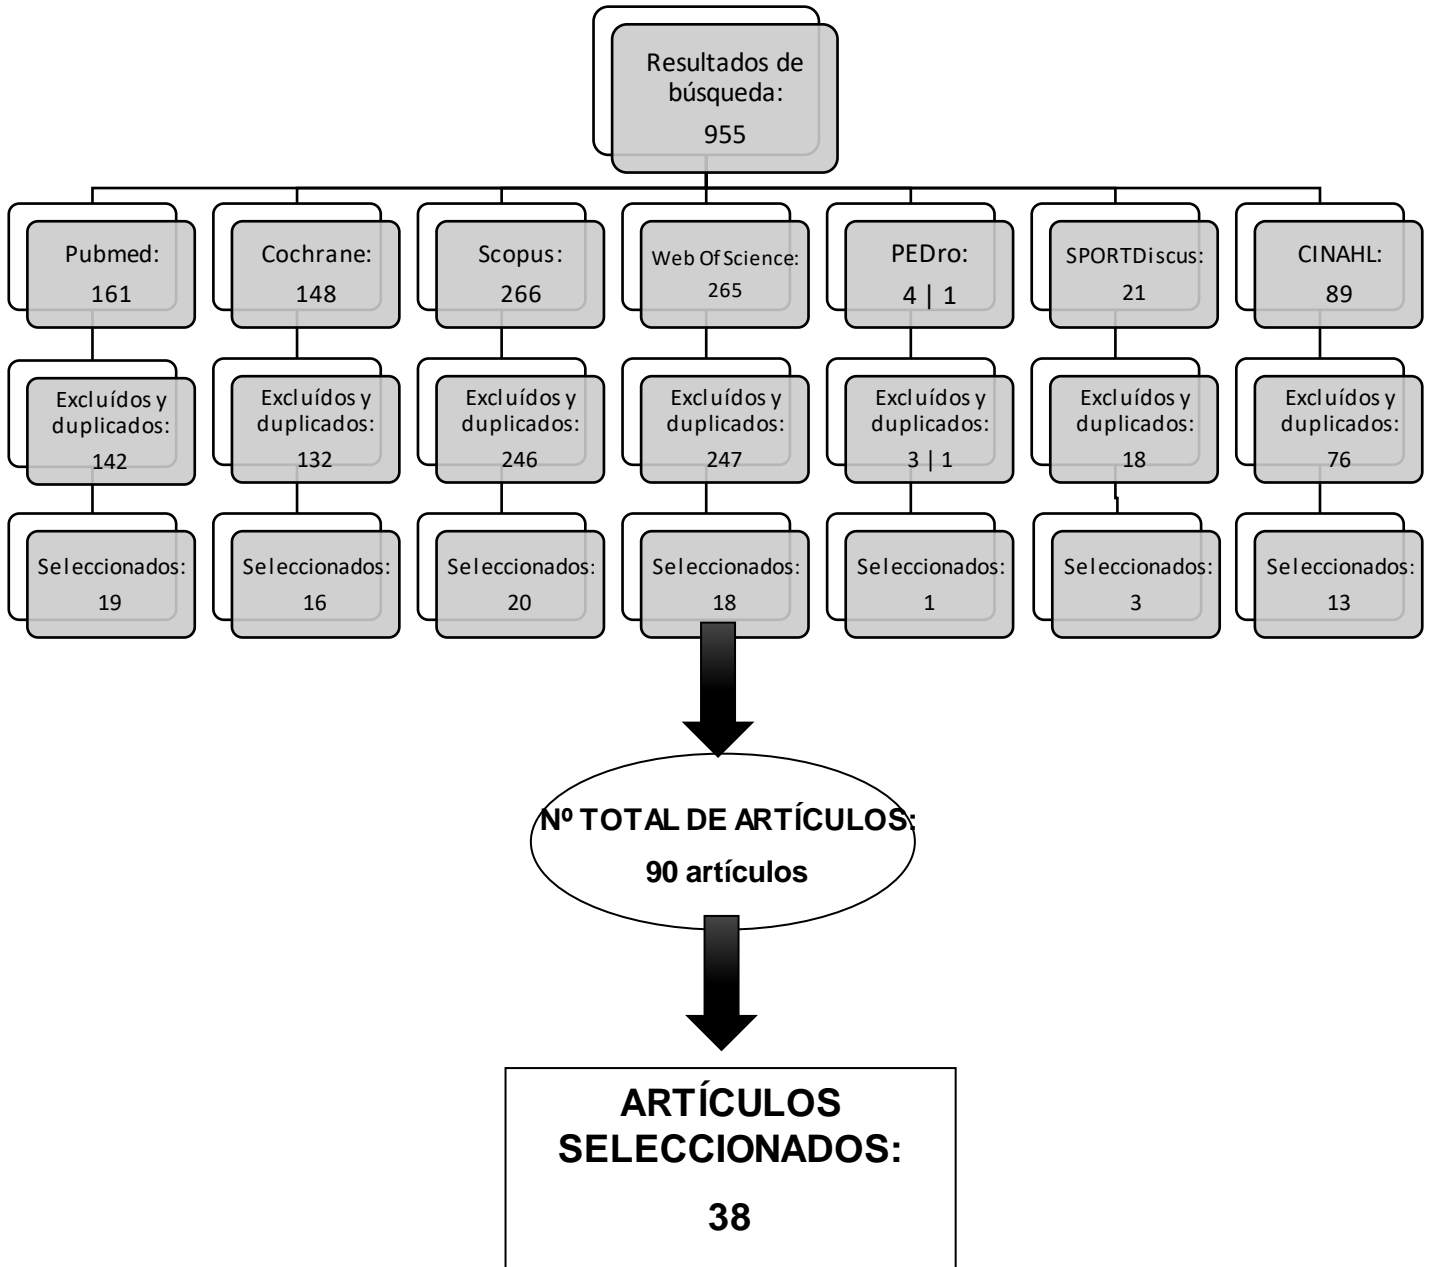 Resultados de
búsqueda:
955
Pubmed:
161
Cochrane:
148
Scopus:
266
Web Of Science:
265
PEDro:
4 | 1
SPORTDiscus:
21
CINAHL:
89
Excluídos y
duplicados:
142
Excluídos y
duplicados:
132
Excluídos y
duplicados:
246
Excluídos y
duplicados:
247
Excluídos y
duplicados:
3 | 1
Excluídos y
duplicados:
18
Excluídos y
duplicados:
76
Seleccionados:
19
Seleccionados:
16
Seleccionados:
20
Seleccionados:
18
Seleccionados:
1
Seleccionados:
3
Seleccionados:
13
Nº TOTAL DE ARTÍCULOS:
90 artículos
ARTÍCULOS
SELECCIONADOS:
38